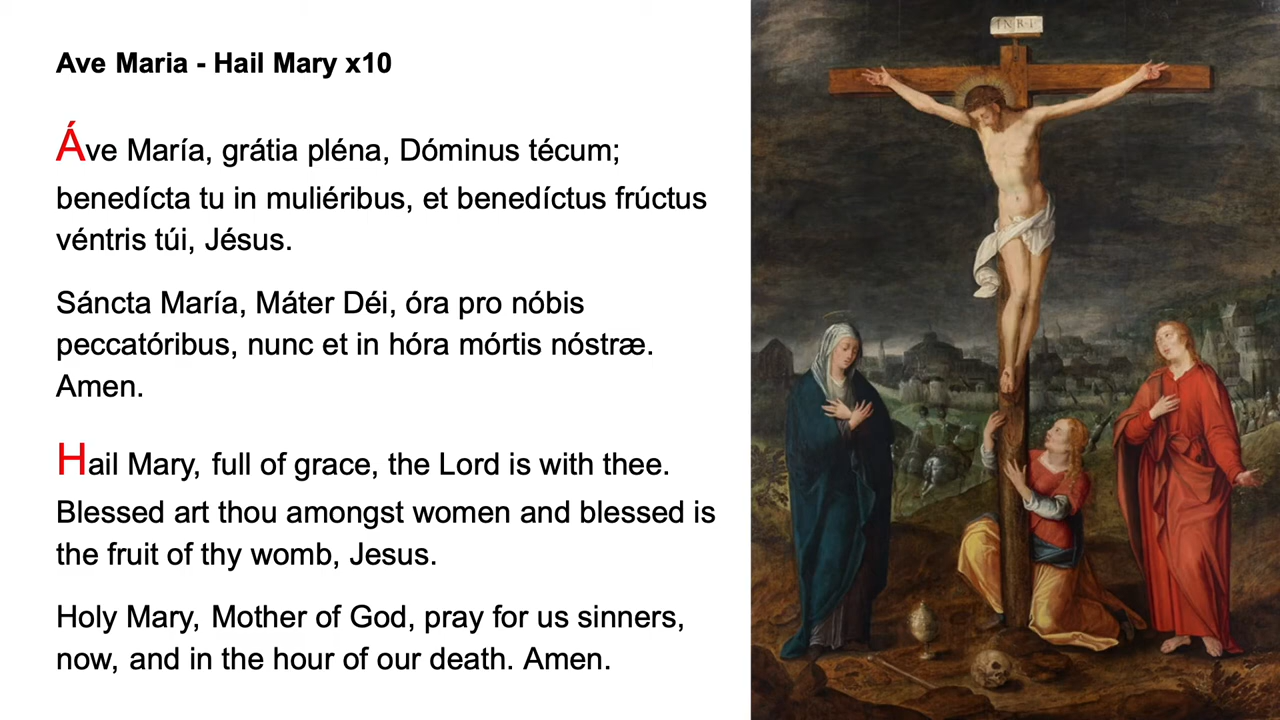 Ave Maria - Hail Mary x10
Áve María, grátia pléna, Dóminus técum;
benedícta tu in muliéribus, et benedíctus frúctus
véntris túi, Jésus.
Sáncta María, Máter Déi, óra pro nóbis
peccatóribus, nunc et in hóra mórtis nóstræ.
Amen.
Hail Mary, full of grace, the Lord is with thee.
Blessed art thou amongst women and blessed is
the fruit of thy womb, Jesus.
Holy Mary, Mother of God, pray for us sinners,
now, and in the hour of our death. Amen.
I·N·R·I